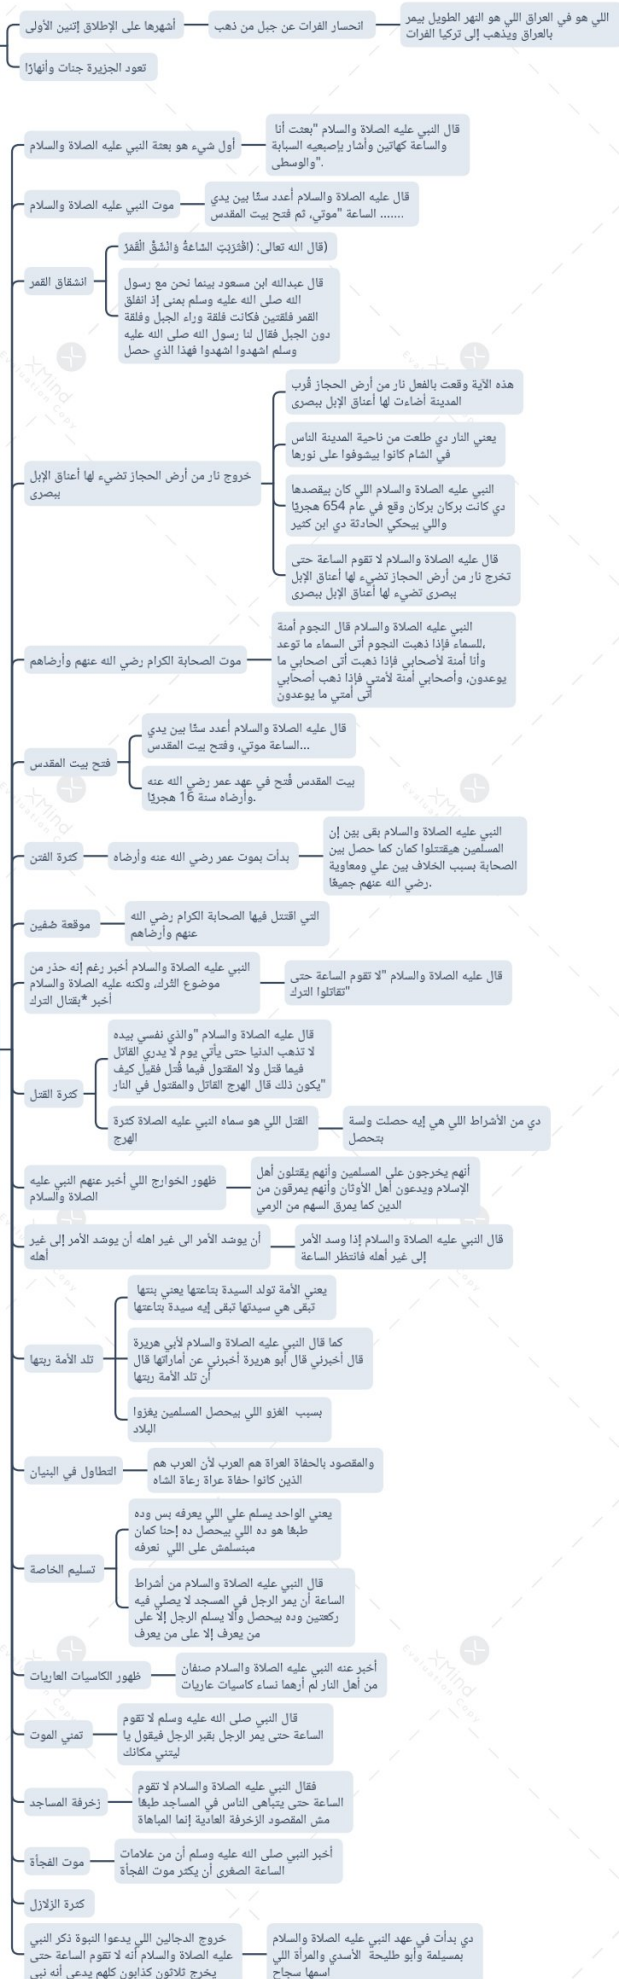 أشهرها على الإطلاق إتنين الأولى
انحسار الفرات عن جبل من ذهب
اللي هو في العراق اللي هو النهر الطويل بيمر
بالعراق ويذهب إلى تركيا الفرات
تعود الجزيرة جنات وأنهارًا
أول شيء هو بعثة النبي عليه الصلاة والسلام
قال النبي عليه الصلاة والسلام "بعثت أنا
والساعة كهاتين وأشار بإصبعيه السبابة
والوسطى".
موت النبي عليه الصلاة والسلام
قال عليه الصلاة والسلام أعدد ستًا بين يدي
الساعة "موتي، ثم فتح بيت المقدس .......
انشقاق القمر
قال الله تعالى: (اقْتَرَبَتِ السَّاعَةُ وَانْشَقَّ الْقَمَرُ)
قال عبدالله ابن مسعود بينما نحن مع رسول
الله صلى الله عليه وسلم بمنى إذ انفلق
القمر فلقتين فكانت فلقة وراء الجبل وفلقة
دون الجبل فقال لنا رسول الله صلى الله عليه
وسلم اشهدوا اشهدوا فهذا الذي حصل
خروج نار من أرض الحجاز تضيء لها أعناق الإبل
ببصرى
هذه الآية وقعت بالفعل نار من أرض الحجاز قُرب
المدينة أضاءت لها أعناق الإبل ببصرى
يعني النار دي طلعت من ناحية المدينة الناس
في الشام كانوا بيشوفوا على نورها
النبي عليه الصلاة والسلام اللي كان بيقصدها
دي كانت بركان بركان وقع في عام 654 هجريًا
واللي بيحكي الحادثة دي ابن كثير
قال عليه الصلاة والسلام لا تقوم الساعة حتى
تخرج نار من أرض الحجاز تضيء لها أعناق الإبل
ببصرى تضيء لها أعناق الإبل ببصرى
موت الصحابة الكرام رضي الله عنهم وأرضاهم
النبي عليه الصلاة والسلام قال النجوم أمنة
للسماء فإذا ذهبت النجوم أتى السماء ما توعد،
وأنا أمنة لأصحابي فإذا ذهبت أتى اصحابي ما
يوعدون، وأصحابي أمنة لأمتي فإذا ذهب أصحابي
أتى أمتي ما يوعدون
فتح بيت المقدس
قال عليه الصلاة والسلام أعدد ستًا بين يدي
الساعة موتي، وفتح بيت المقدس...
بيت المقدس فُتح في عهد عمر رضي الله عنه
وأرضاه سنة 16 هجريًا.
كثرة الفتن
بدأت بموت عمر رضي الله عنه وأرضاه
النبي عليه الصلاة والسلام بقى بيّن إن
المسلمين هيقتتلوا كمان كما حصل بين
الصحابة بسبب الخلاف بين علي ومعاوية
رضي الله عنهم جميعًا.
موقعة صُفين
التي اقتتل فيها الصحابة الكرام رضي الله
عنهم وأرضاهم
النبي عليه الصلاة والسلام أخبر رغم إنه حذر من
موضوع التُرك، ولكنه عليه الصلاة والسلام
أخبر *بقتال الترك
قال عليه الصلاة والسلام "لا تقوم الساعة حتى
تقاتلوا الترك"
كثرة القتل
قال عليه الصلاة والسلام "والذي نفسي بيده
لا تذهب الدنيا حتى يأتي يوم لا يدري القاتل
فيما قتل ولا المقتول فيما قُتل فقيل كيف
يكون ذلك قال الهرج القاتل والمقتول في النار"
القتل اللي هو سماه النبي عليه الصلاة كثرة
الهرج
دي من الأشراط اللي هي إيه حصلت ولسة
بتحصل
ظهور الخوارج اللي أخبر عنهم النبي عليه
الصلاة والسلام
أنهم يخرجون على المسلمين وأنهم يقتلون أهل
الإسلام ويدعون أهل الأوثان وأنهم يمرقون من
الدين كما يمرق السهم من الرمي
أن يوشد الأمر الى غير اهله أن يوشد الأمر إلى غير
أهله
قال النبي عليه الصلاة والسلام إذا وسد الأمر
إلى غير أهله فانتظر الساعة
تلد الأمة ربتها
يعني الأمة تولد السيدة بتاعتها يعني بنتها
تبقى هي سيدتها تبقى إيه سيدة بتاعتها
كما قال النبي عليه الصلاة والسلام لأبي هريرة
قال أخبرني قال أبو هريرة أخبرني عن أماراتها قال
أن تلد الأمة ربتها
بسبب الغزو اللي بيحصل المسلمين يغزوا
البلاد
التطاول في البنيان
والمقصود بالحفاة العراة هم العرب لأن العرب هم
الذين كانوا حفاة عراة رعاة الشاه
تسليم الخاصة
يعني الواحد يسلم علي اللي يعرفه بس وده
طبعًا هو ده اللي بيحصل ده إحنا كمان
مبنسلمش على اللي نعرفه
قال النبي عليه الصلاة والسلام من أشراط
الساعة أن يمر الرجل في المسجد لا يصلي فيه
ركعتين وده بيحصل وألا يسلم الرجل إلا على
من يعرف إلا على من يعرف
ظهور الكاسيات العاريات
أخبر عنه النبي عليه الصلاة والسلام صنفان
من أهل النار لم أرهما نساء كاسيات عاريات
تمني الموت
قال النبي صلى الله عليه وسلم لا تقوم
الساعة حتى يمر الرجل بقبر الرجل فيقول يا
ليتني مكانك
زخرفة المساجد
فقال النبي عليه الصلاة والسلام لا تقوم
الساعة حتى يتباهى الناس في المساجد طبعًا
مش المقصود الزخرفة العادية إنما المباهاة
موت الفجأة
أخبر النبي صلى الله عليه وسلم أن من علامات
الساعة الصغرى أن يكثر موت الفجأة
كثرة الزلازل
خروج الدجالين اللي يدعوا النبوة ذكر النبي
عليه الصلاة والسلام أنه لا تقوم الساعة حتى
يخرج ثلاثون كذابون كلهم يدعي أنه نبي
دي بدأت في عهد النبي عليه الصلاة والسلام
بمسيلمة وأبو طليحة الأسدي والمرأة اللي
اسمها سجاح